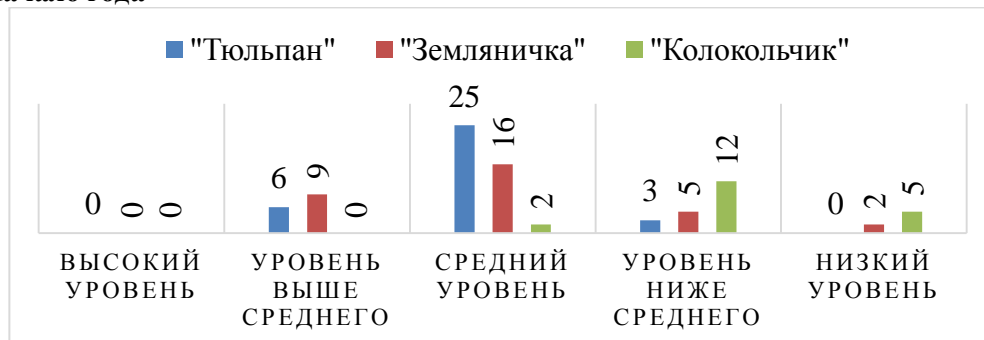 "Тюльпан" "Земляничка" "Колокольчик"
0 0 0
6 9 0
25 16 2
3 5 12
0 2 5
ВЫСОКИЙ УРОВЕНЬ
УРОВЕНЬ ВЫШЕ СРЕДНЕГО
СРЕДНИЙ УРОВЕНЬ
УРОВЕНЬ НИЖЕ СРЕДНЕГО
НИЗКИЙ УРОВЕНЬ